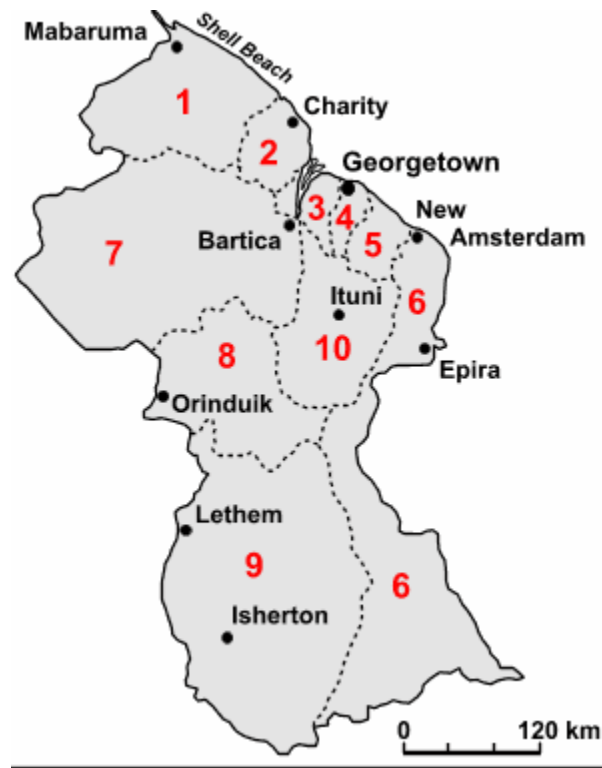 Mabaruma
Shell Beach
1
Charity
2
Georgetown
3
4
New
Amsterdam
5
Bartica
7
Ituni
6
10
8
Epira
Orinduik
Lethem
9
6
Isherton
0
120 km